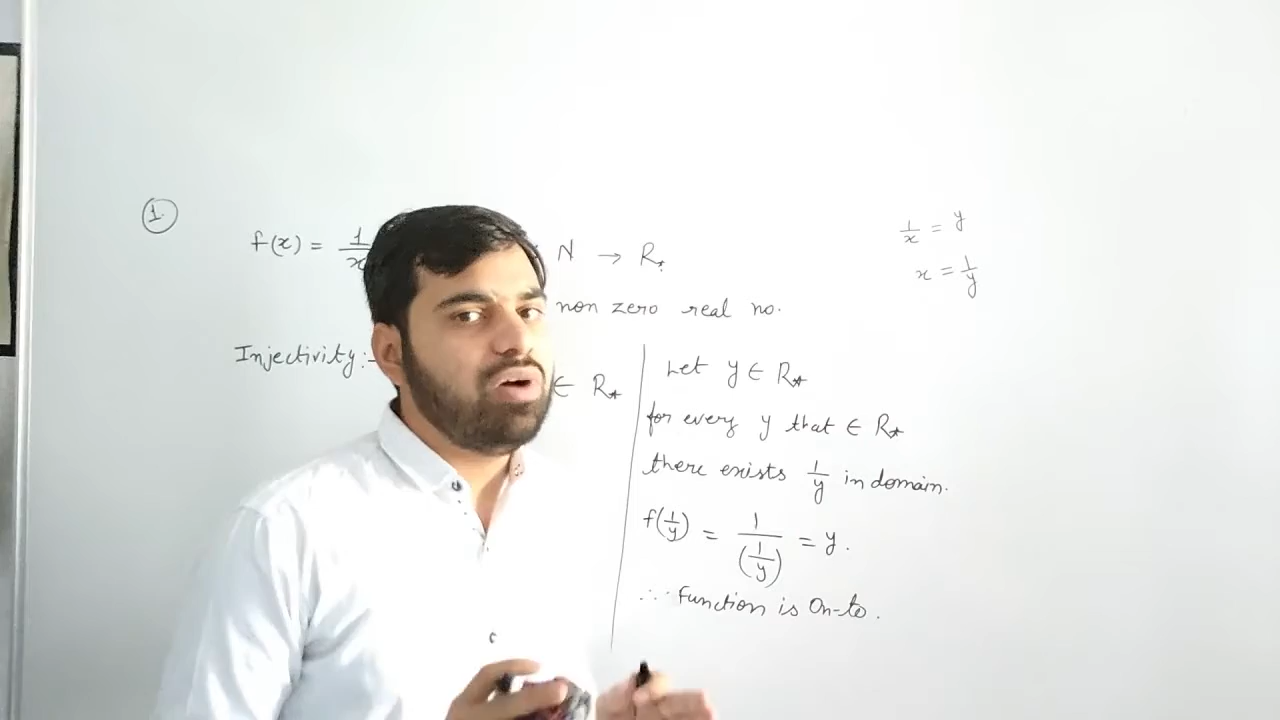 1.
f(x) = 1/x
N → R⋆
non zero real no.
Injectivity:-
∈ R⋆
Let y ∈ R⋆
for every y that ∈ R⋆
there exists 1/y in domain.
f(1/y) = 1/(1/y) = y.
∴ function is On-to.
1/x = y
x = 1/y